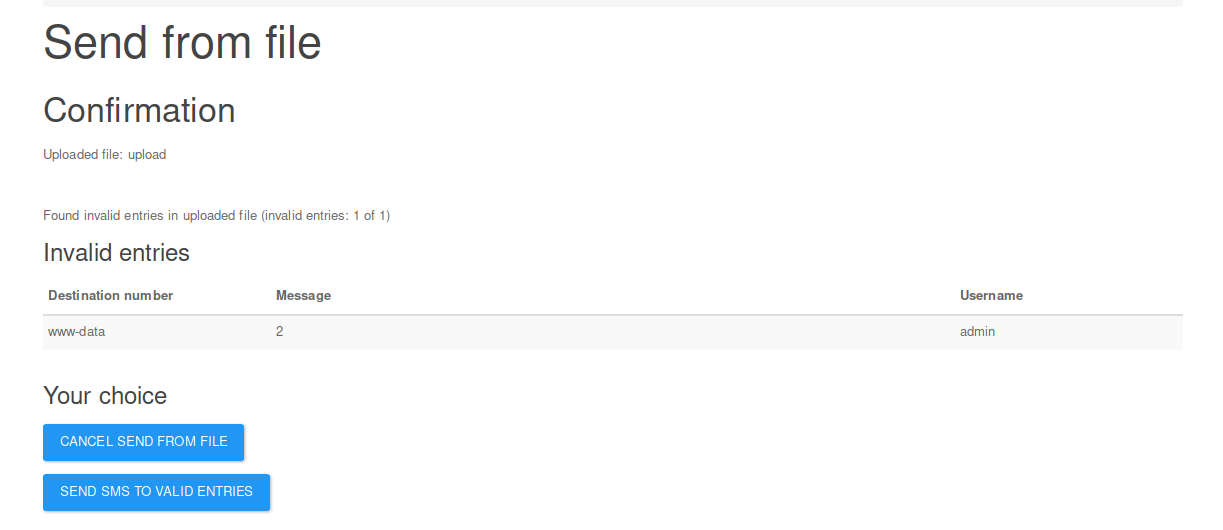 Send from file
Confirmation
Uploaded file: upload
Found invalid entries in uploaded file (invalid entries: 1 of 1)
Invalid entries
Destination number Message Username
www-data 2 admin
Your choice
CANCEL SEND FROM FILE
SEND SMS TO VALID ENTRIES